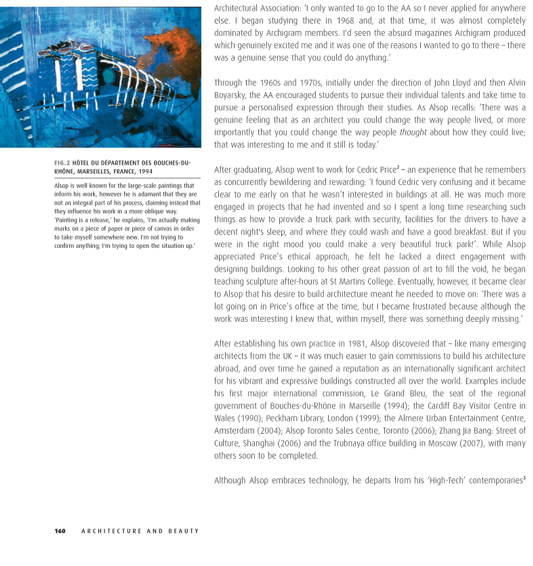 Architectural Association: 'I only wanted to go to the AA so I never applied for anywhere
else. I began studying there in 1968 and, at that time, it was almost completely
dominated by Archigram members. I'd seen the absurd magazines Archigram produced
which genuinely excited me and it was one of the reasons I wanted to go to there – there
was a genuine sense that you could do anything.'
Through the 1960s and 1970s, initially under the direction of John Lloyd and then Alvin
Boyarsky, the AA encouraged students to pursue their individual talents and take time to
pursue a personalised expression through their studies. As Alsop recalls: 'There was a
genuine feeling that as an architect you could change the way people lived, or more
importantly that you could change the way people thought about how they could live;
that was interesting to me and it still is today.'
FIG.2 HÔTEL DU DÉPARTEMENT DES BOUCHES-DU-
RHÔNE, MARSEILLES, FRANCE, 1994
Alsop is well known for the large-scale paintings that
inform his work, however he is adamant that they are
not an integral part of his process, claiming instead that
they influence his work in a more oblique way.
'Painting is a release,' he explains, 'I'm actually making
marks on a piece of paper or piece of canvas in order
to take myself somewhere new. I'm not trying to
confirm anything; I'm trying to open the situation up.'
After graduating, Alsop went to work for Cedric Price² – an experience that he remembers
as concurrently bewildering and rewarding: 'I found Cedric very confusing and it became
clear to me early on that he wasn't interested in buildings at all. He was much more
engaged in projects that he had invented and so I spent a long time researching such
things as how to provide a truck park with security, facilities for the drivers to have a
decent night's sleep, and where they could wash and have a good breakfast. But if you
were in the right mood you could make a very beautiful truck park!'. While Alsop
appreciated Price's ethical approach, he felt he lacked a direct engagement with
designing buildings. Looking to his other great passion of art to fill the void, he began
teaching sculpture after-hours at St Martins College. Eventually, however, it became clear
to Alsop that his desire to build architecture meant he needed to move on: 'There was a
lot going on in Price's office at the time, but I became frustrated because although the
work was interesting I knew that, within myself, there was something deeply missing.'
After establishing his own practice in 1981, Alsop discovered that – like many emerging
architects from the UK – it was much easier to gain commissions to build his architecture
abroad, and over time he gained a reputation as an internationally significant architect
for his vibrant and expressive buildings constructed all over the world. Examples include
his first major international commission, Le Grand Bleu, the seat of the regional
government of Bouches-du-Rhône in Marseille (1994); the Cardiff Bay Visitor Centre in
Wales (1990); Peckham Library, London (1999); the Almere Urban Entertainment Centre,
Amsterdam (2004); Alsop Toronto Sales Centre, Toronto (2006); Zhang Jia Bang: Street of
Culture, Shanghai (2006) and the Trubnaya office building in Moscow (2007), with many
others soon to be completed.
Although Alsop embraces technology, he departs from his 'High-Tech' contemporaries³
160 ARCHITECTURE AND BEAUTY